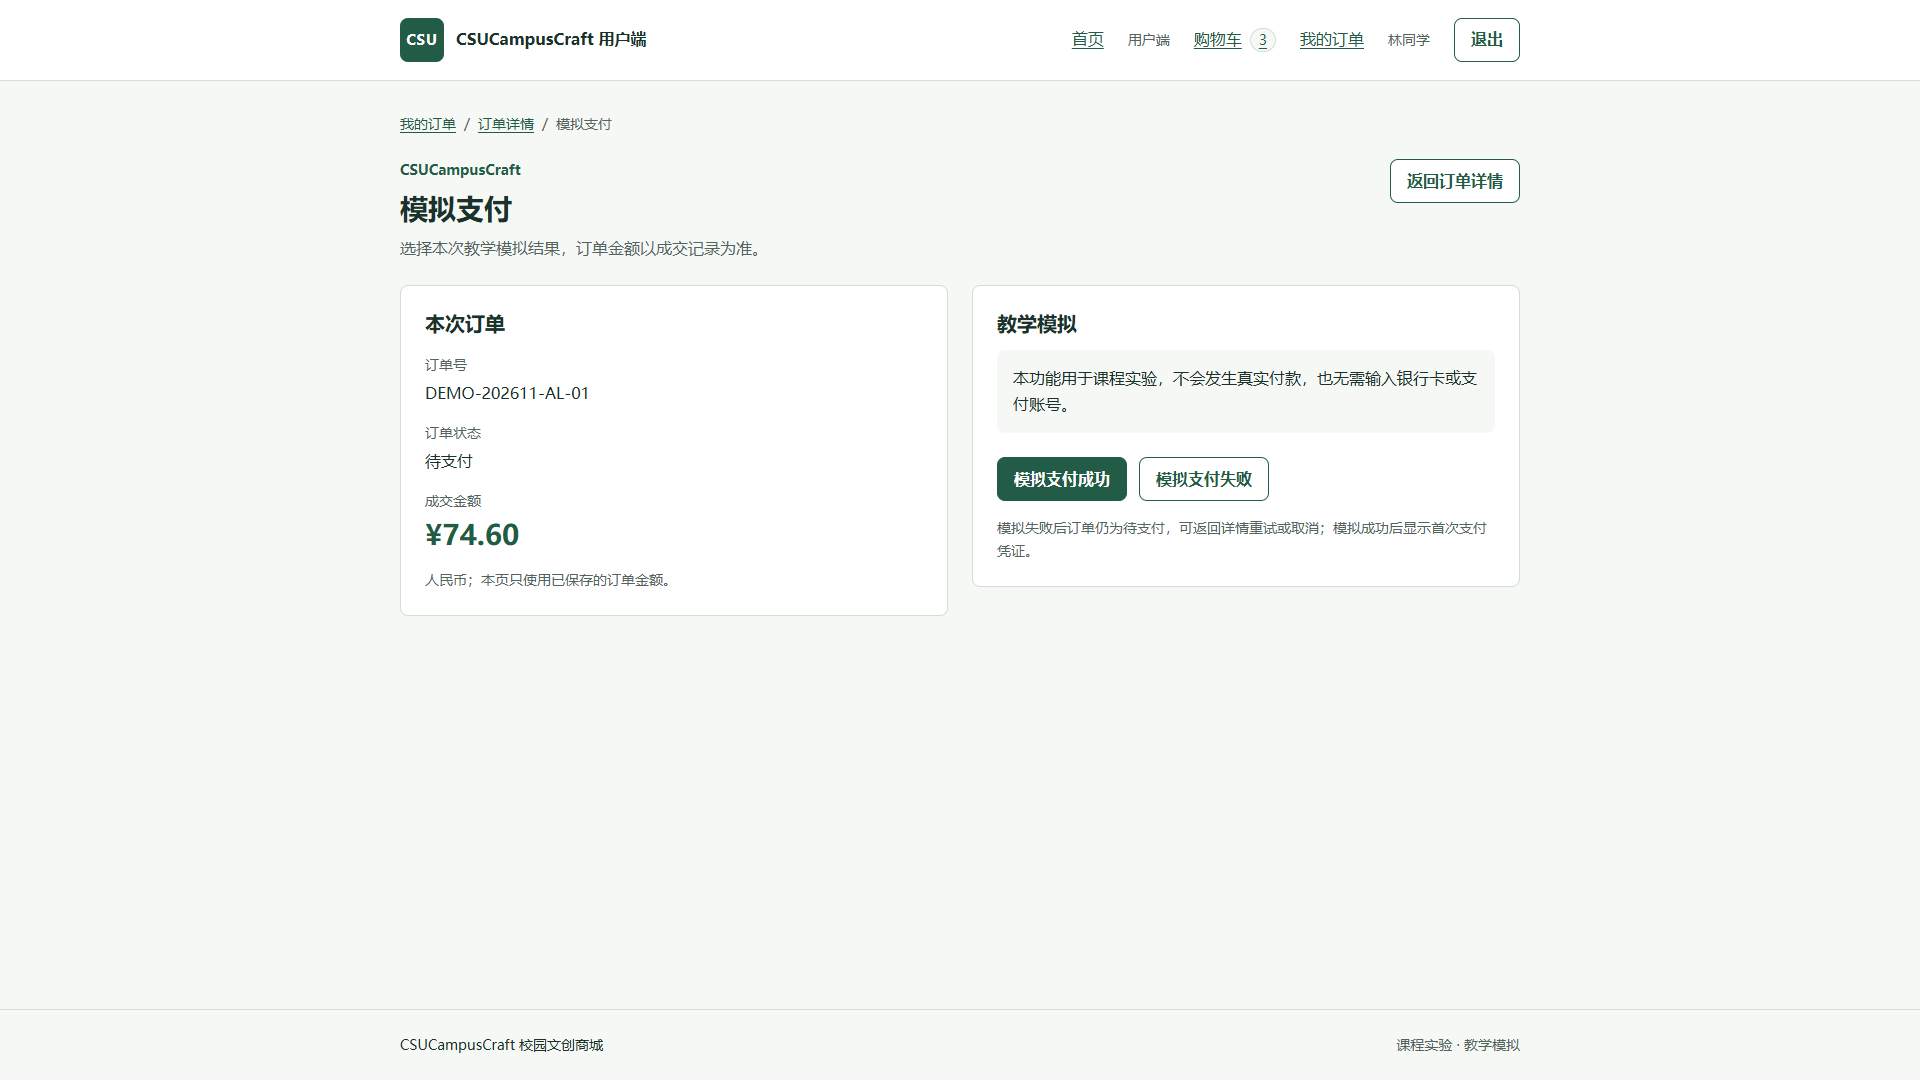 CSU CSUCampusCraft 用户端 首页 用户端 购物车 3 我的订单 林同学 退出
我的订单 / 订单详情 / 模拟支付
CSUCampusCraft
返回订单详情
模拟支付
选择本次教学模拟结果，订单金额以成交记录为准。
本次订单
订单号
DEMO-202611-AL-01
订单状态
待支付
成交金额
¥74.60
人民币；本页只使用已保存的订单金额。
教学模拟
本功能用于课程实验，不会发生真实付款，也无需输入银行卡或支
付账号。
模拟支付成功 模拟支付失败
模拟失败后订单仍为待支付，可返回详情重试或取消；模拟成功后显示首次支付
凭证。
CSUCampusCraft 校园文创商城 课程实验 · 教学模拟